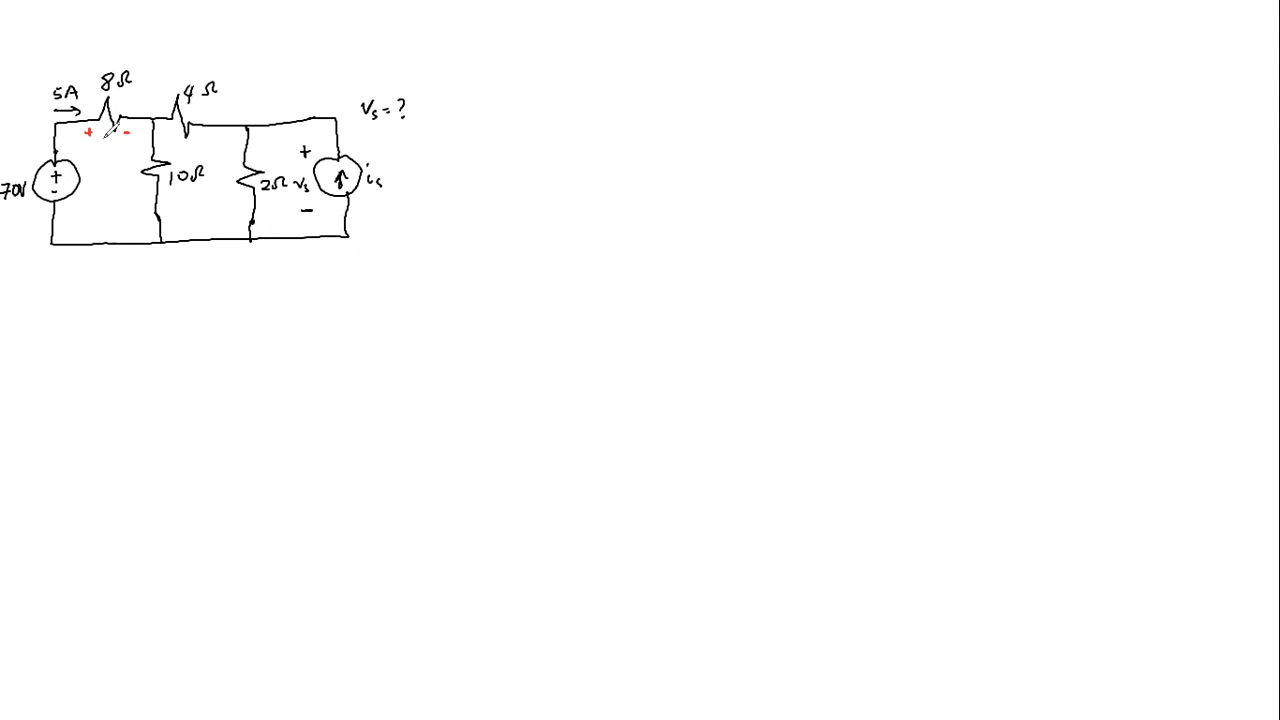 8Ω
5A
4Ω
Vs = ?
+ -
+
70V
+
-
10Ω
2Ω
vs
is
-